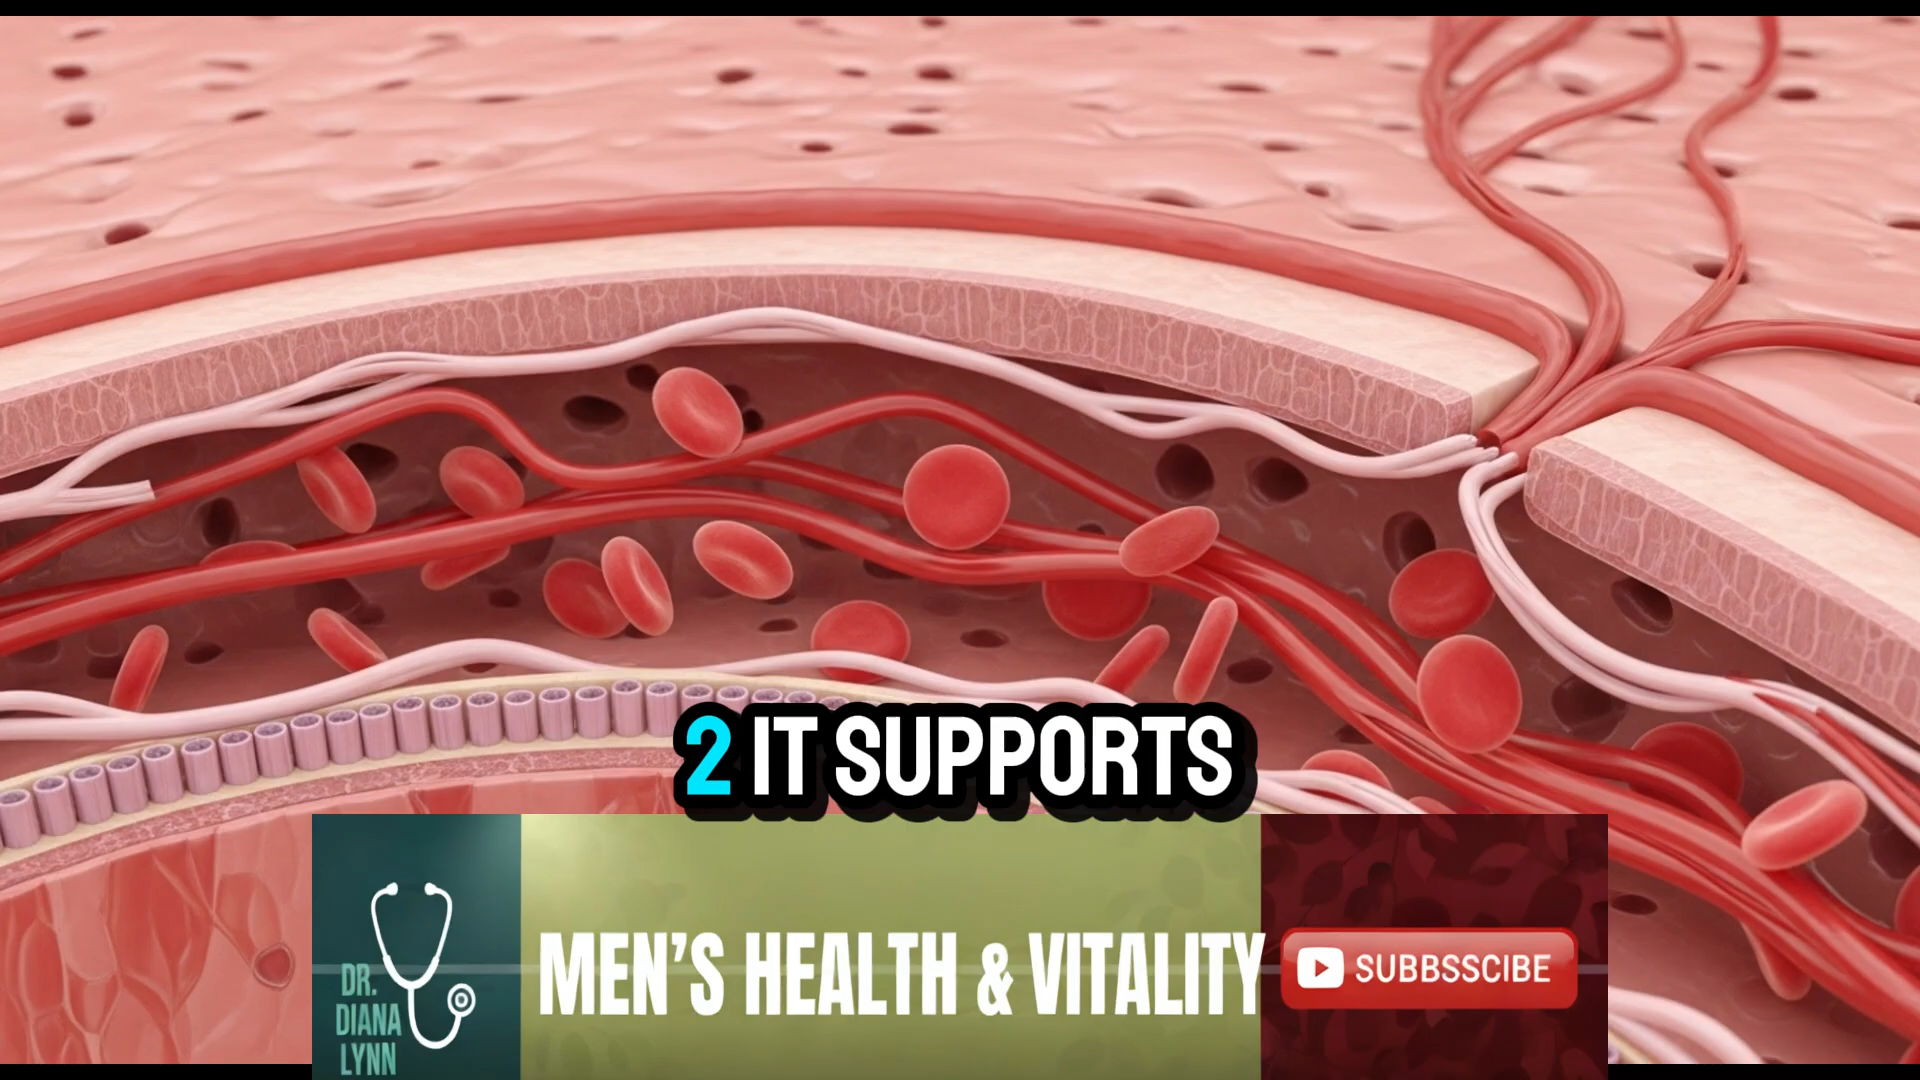 2 IT SUPPORTS
DR.
DIANA
LYNN
MEN'S HEALTH & VITALITY
SUBBSSCIBE